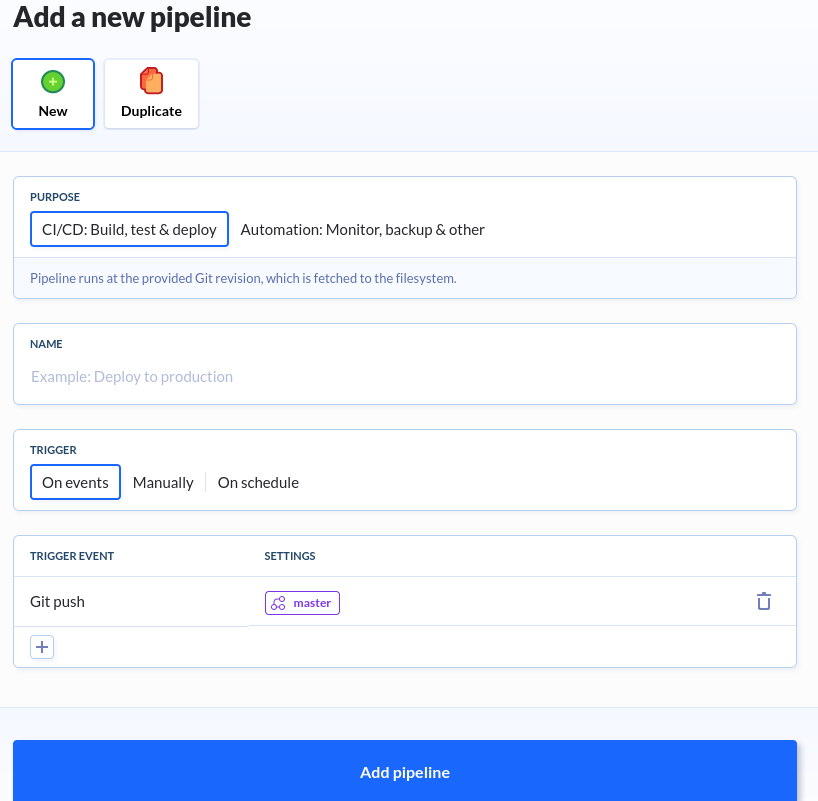 Add a new pipeline
New Duplicate
PURPOSE
CI/CD: Build, test & deploy Automation: Monitor, backup & other
Pipeline runs at the provided Git revision, which is fetched to the filesystem.
NAME
Example: Deploy to production
TRIGGER
On events Manually On schedule
TRIGGER EVENT SETTINGS
Git push master
Add pipeline